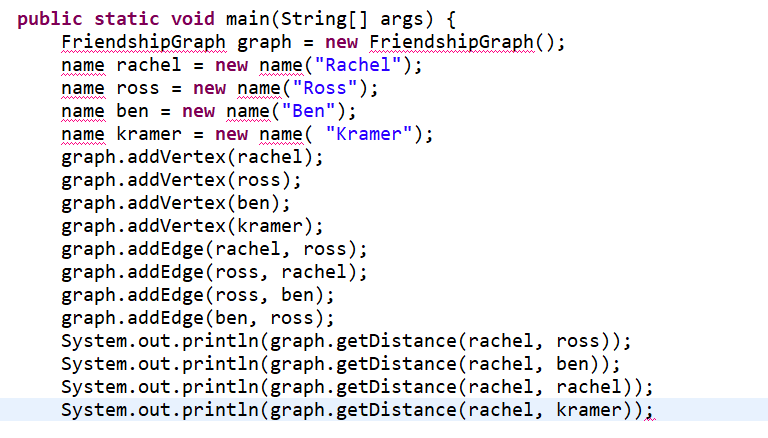 public static void main(String[] args) {
FriendshipGraph graph = new FriendshipGraph();
name rachel = new name("Rachel");
name ross = new name("Ross");
name ben = new name("Ben");
name kramer = new name( "Kramer");
graph.addVertex(rachel);
graph.addVertex(ross);
graph.addVertex(ben);
graph.addVertex(kramer);
graph.addEdge(rachel, ross);
graph.addEdge(ross, rachel);
graph.addEdge(ross, ben);
graph.addEdge(ben, ross);
System.out.println(graph.getDistance(rachel, ross));
System.out.println(graph.getDistance(rachel, ben));
System.out.println(graph.getDistance(rachel, rachel));
System.out.println(graph.getDistance(rachel, kramer));